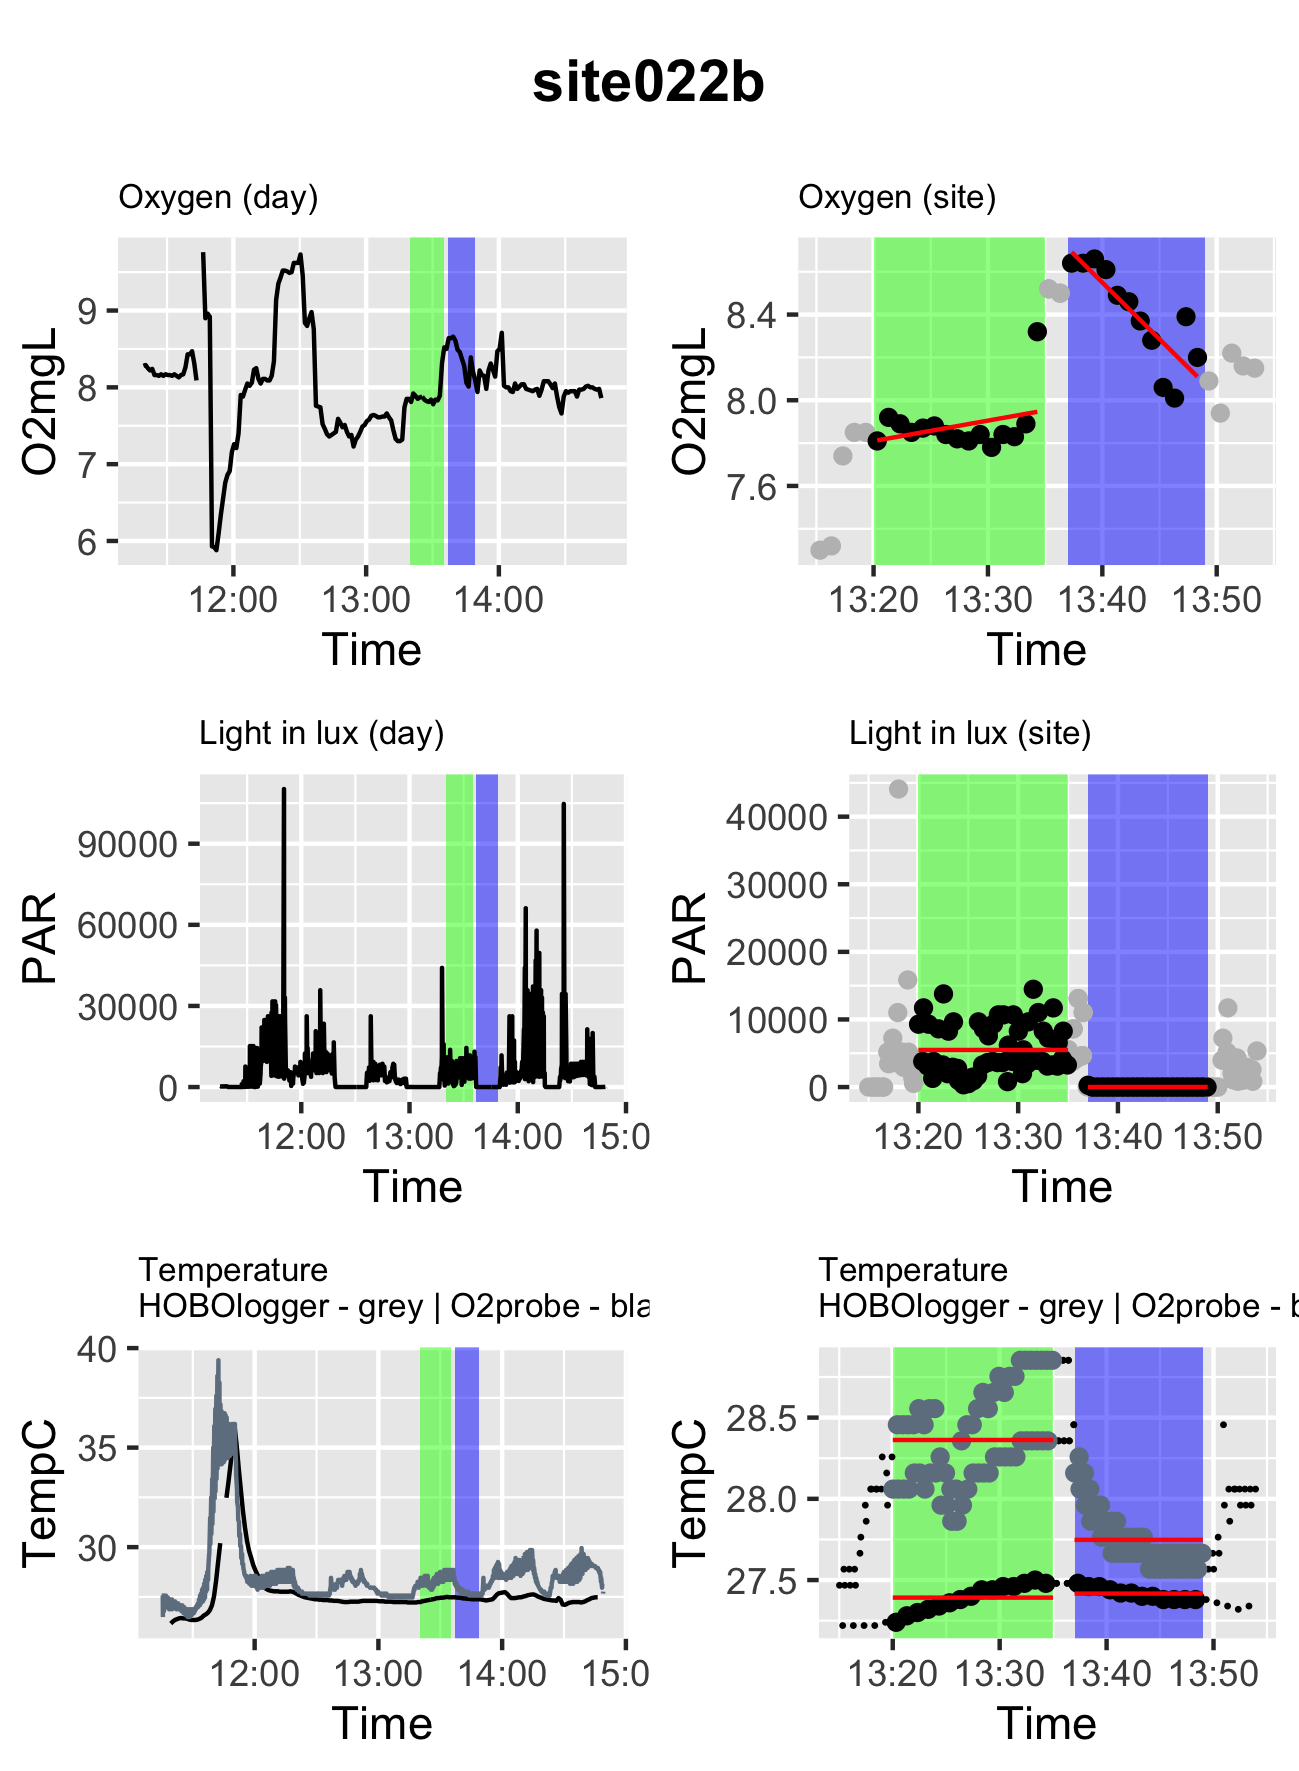 site022b
Oxygen (day)
O2mgL
9
8
7
6
12:00 13:00 14:00
Time
Oxygen (site)
O2mgL
8.4
8.0
7.6
13:20 13:30 13:40 13:50
Time
Light in lux (day)
PAR
90000
60000
30000
0
12:00 13:00 14:00 15:0
Time
Light in lux (site)
PAR
40000
30000
20000
10000
0
13:20 13:30 13:40 13:50
Time
Temperature
HOBOlogger - grey | O2probe - bla
TempC
40
35
30
12:00 13:00 14:00 15:0
Time
Temperature
HOBOlogger - grey | O2probe - b
TempC
28.5
28.0
27.5
13:20 13:30 13:40 13:50
Time